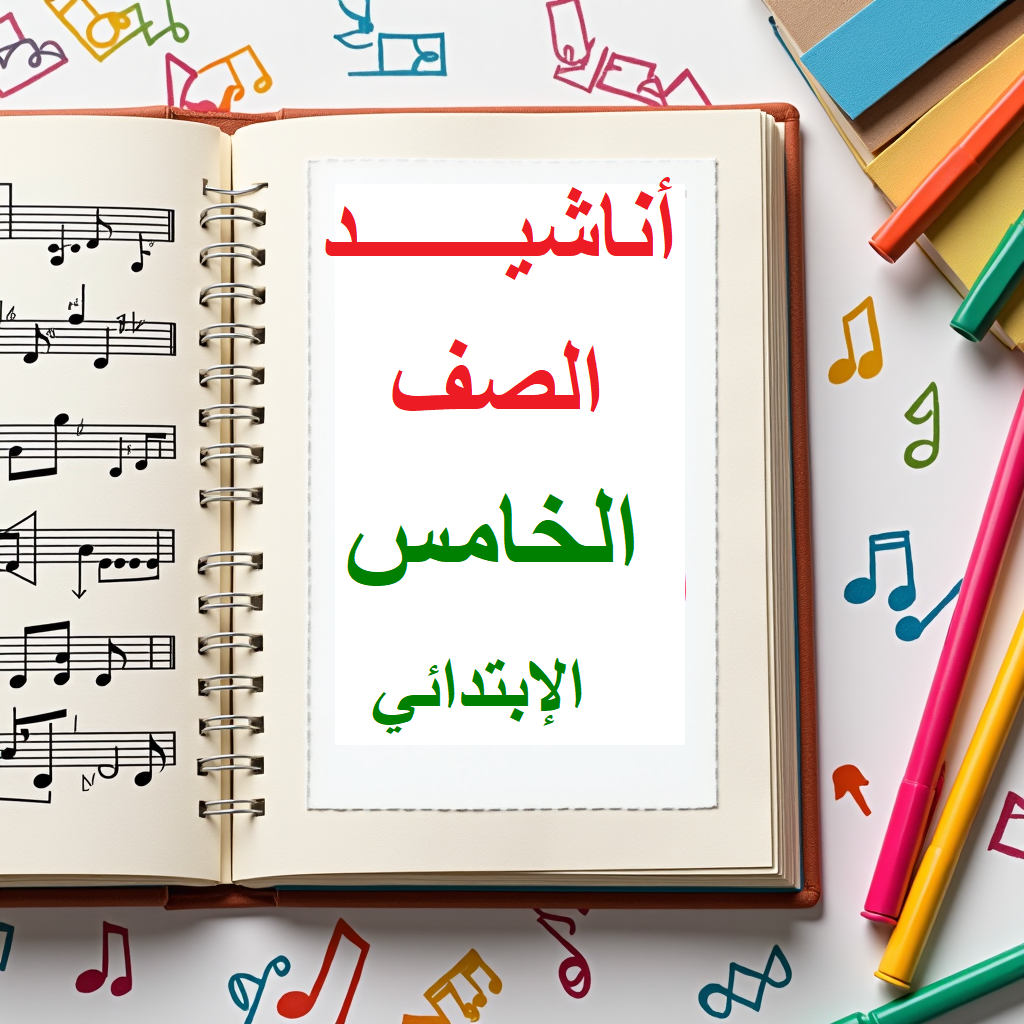 أناشيـــــد
الصف
الخامس
الإبتدائي